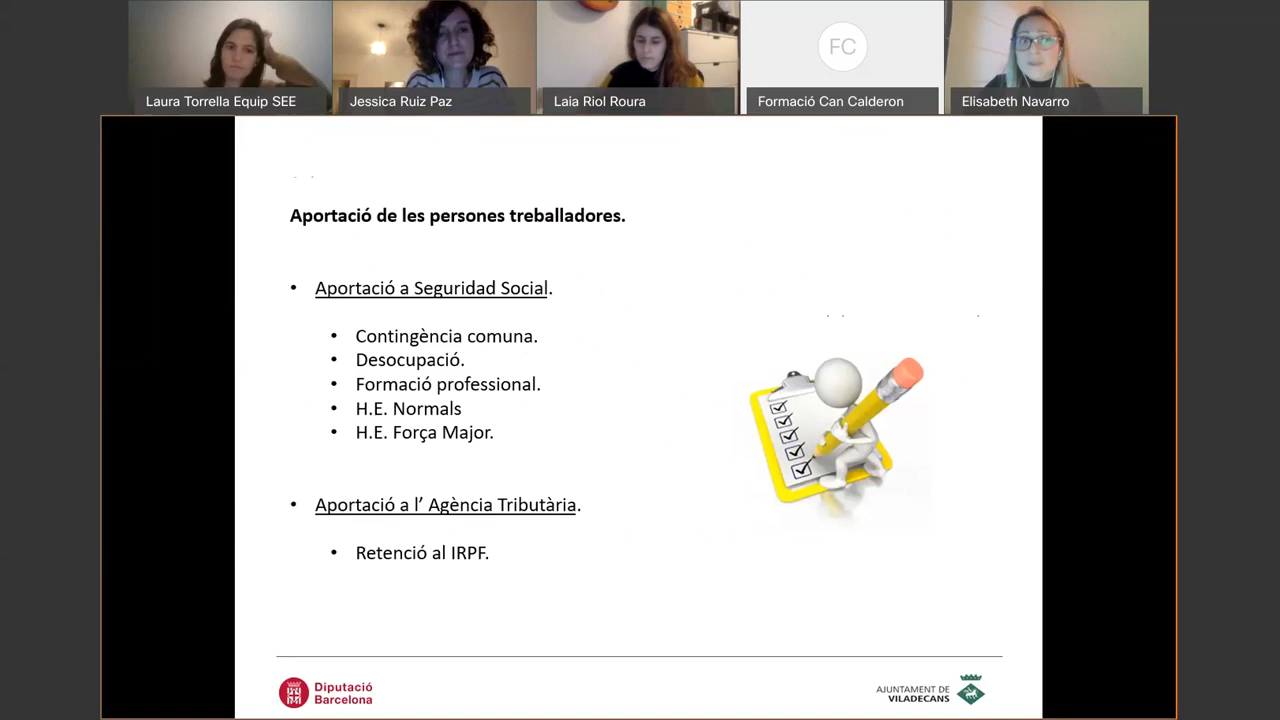 Laura Torrella Equip SEE
Jessica Ruiz Paz
Laia Riol Roura
FC
Formació Can Calderon
Elisabeth Navarro
Aportació de les persones treballadores.
• Aportació a Seguridad Social.
• Contingència comuna.
• Desocupació.
• Formació professional.
• H.E. Normals
• H.E. Força Major.
• Aportació a l’ Agència Tributària.
• Retenció al IRPF.
Diputació
Barcelona
AJUNTAMENT DE
VILADECANS